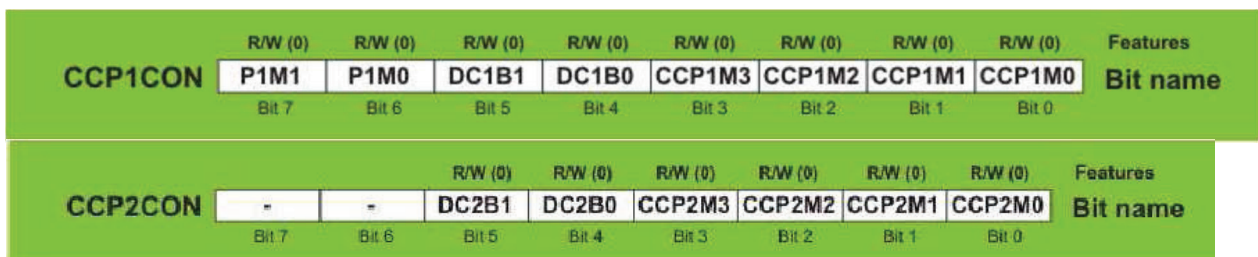 R/W (0) R/W (0) R/W (0) R/W (0) R/W (0) R/W (0) R/W (0) R/W (0) Features
CCP1CON P1M1 P1M0 DC1B1 DC1B0 CCP1M3 CCP1M2 CCP1M1 CCP1M0 Bit name
Bit 7 Bit 6 Bit 5 Bit 4 Bit 3 Bit 2 Bit 1 Bit 0
R/W (0) R/W (0) R/W (0) R/W (0) R/W (0) R/W (0) Features
CCP2CON - - DC2B1 DC2B0 CCP2M3 CCP2M2 CCP2M1 CCP2M0 Bit name
Bit 7 Bit 6 Bit 5 Bit 4 Bit 3 Bit 2 Bit 1 Bit 0